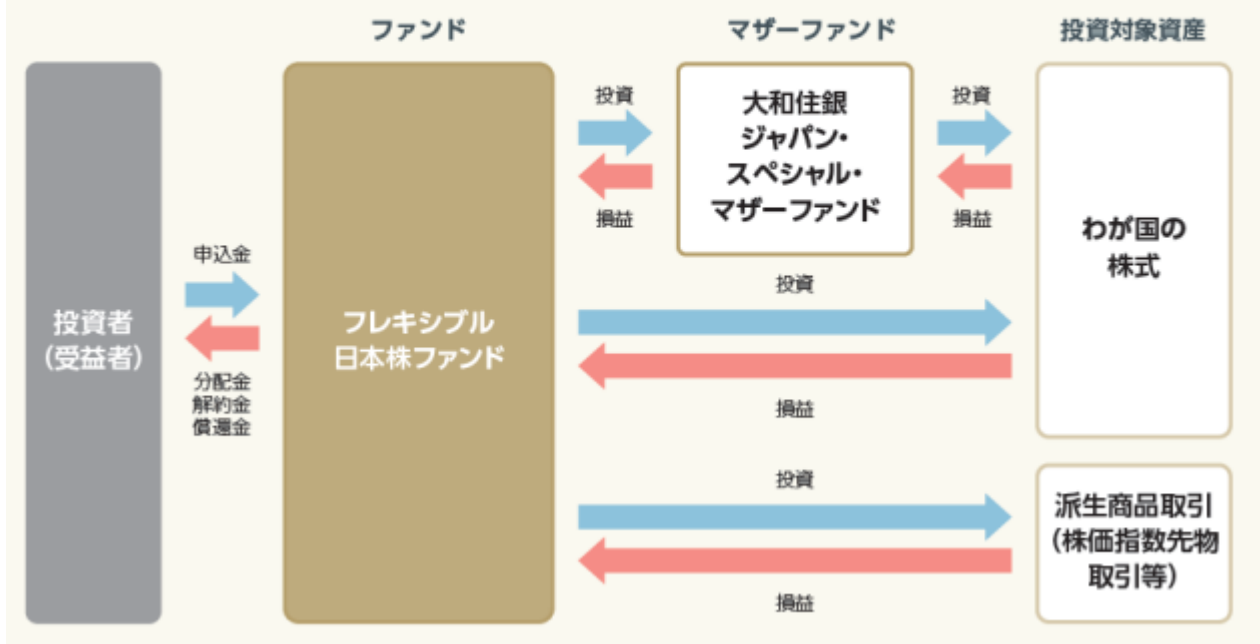 ファンド
マザーファンド
投資対象資産
投資者
(受益者)
申込金
分配金
解約金
償還金
フレキシブル
日本株ファンド
投資
損益
大和住銀
ジャパン・
スペシャル・
マザーファンド
投資
損益
わが国の
株式
投資
損益
投資
損益
派生商品取引
(株価指数先物
取引等)